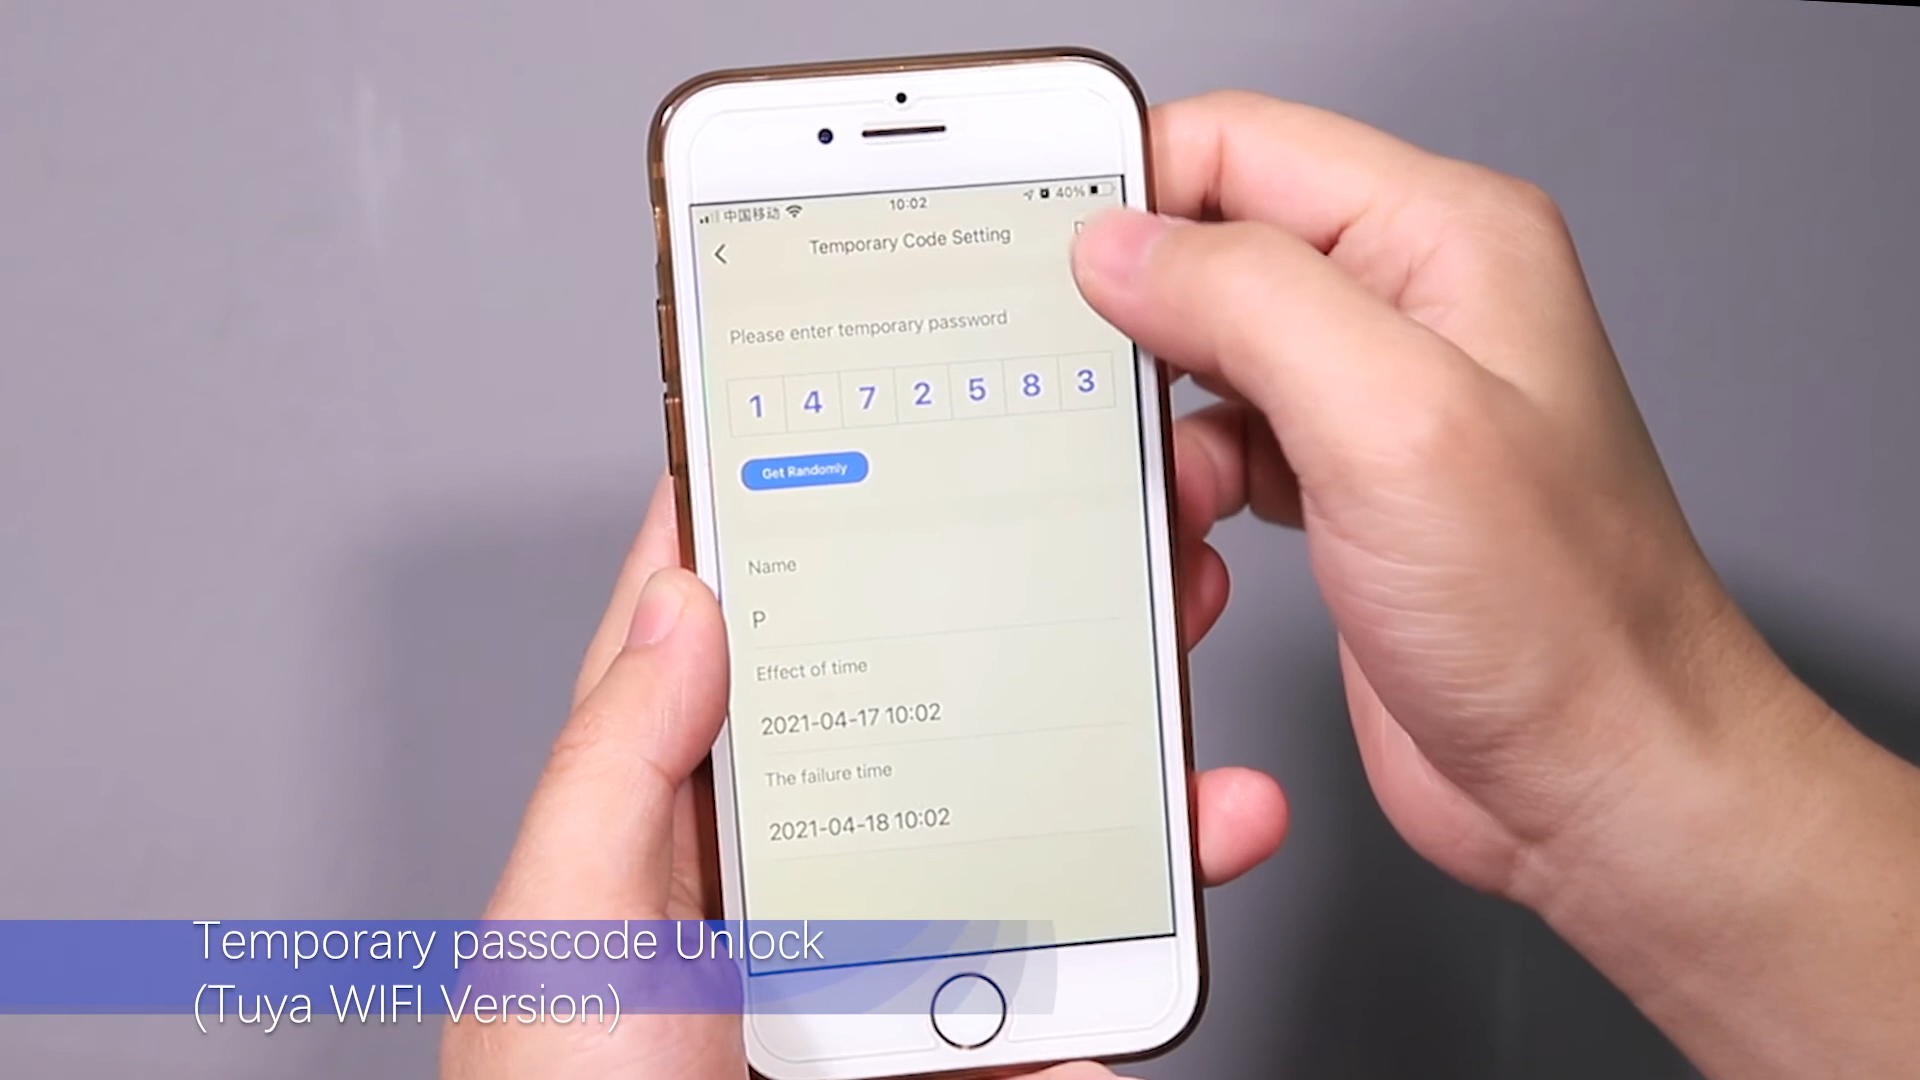 中国移动 10:02 40%
Temporary Code Setting
Please enter temporary password
1 4 7 2 5 8 3
Get Randomly
Name
P
Effect of time
2021-04-17 10:02
The failure time
2021-04-18 10:02
Temporary passcode Unlock
(Tuya WIFI Version)